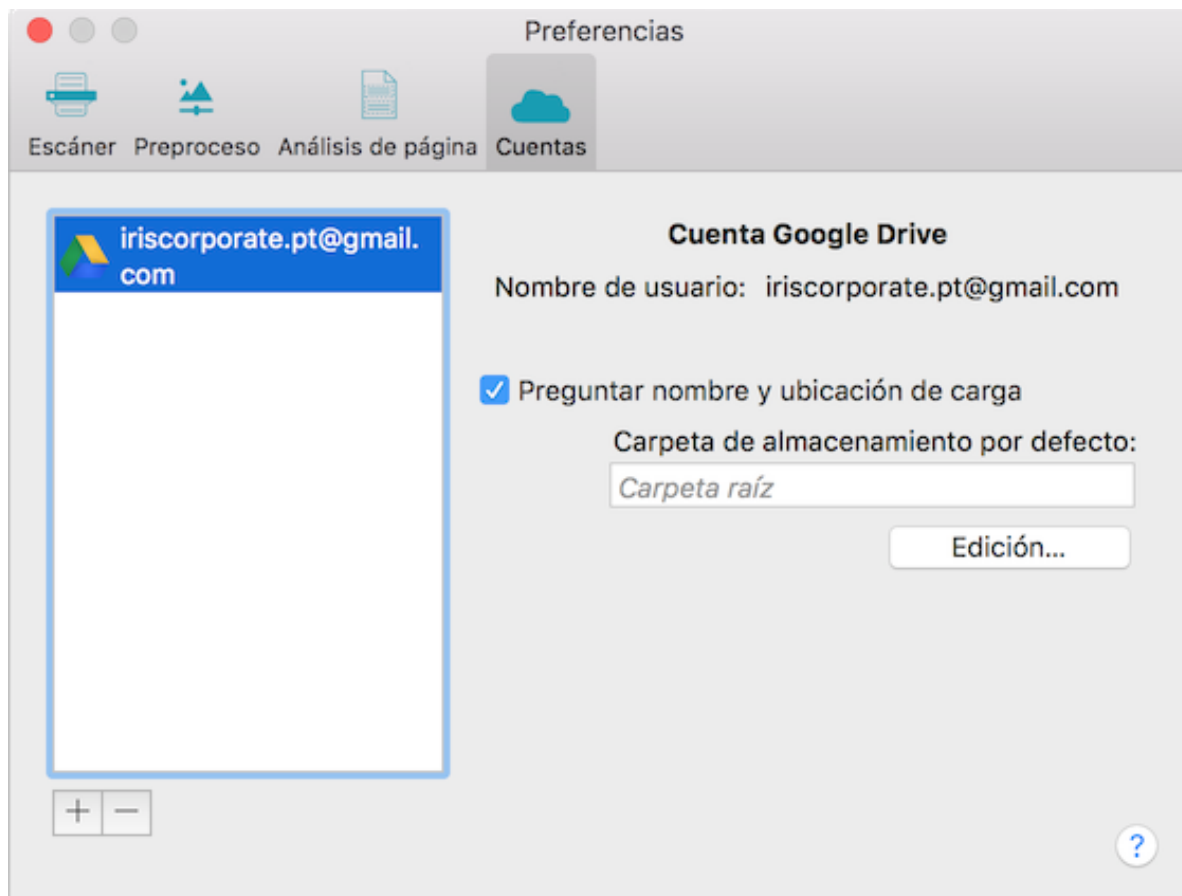 Preferencias
Escáner Preproceso Análisis de página Cuentas
iriscorporate.pt@gmail.
com
Cuenta Google Drive
Nombre de usuario: iriscorporate.pt@gmail.com
Preguntar nombre y ubicación de carga
Carpeta de almacenamiento por defecto:
Carpeta raíz
Edición...
+ −
?